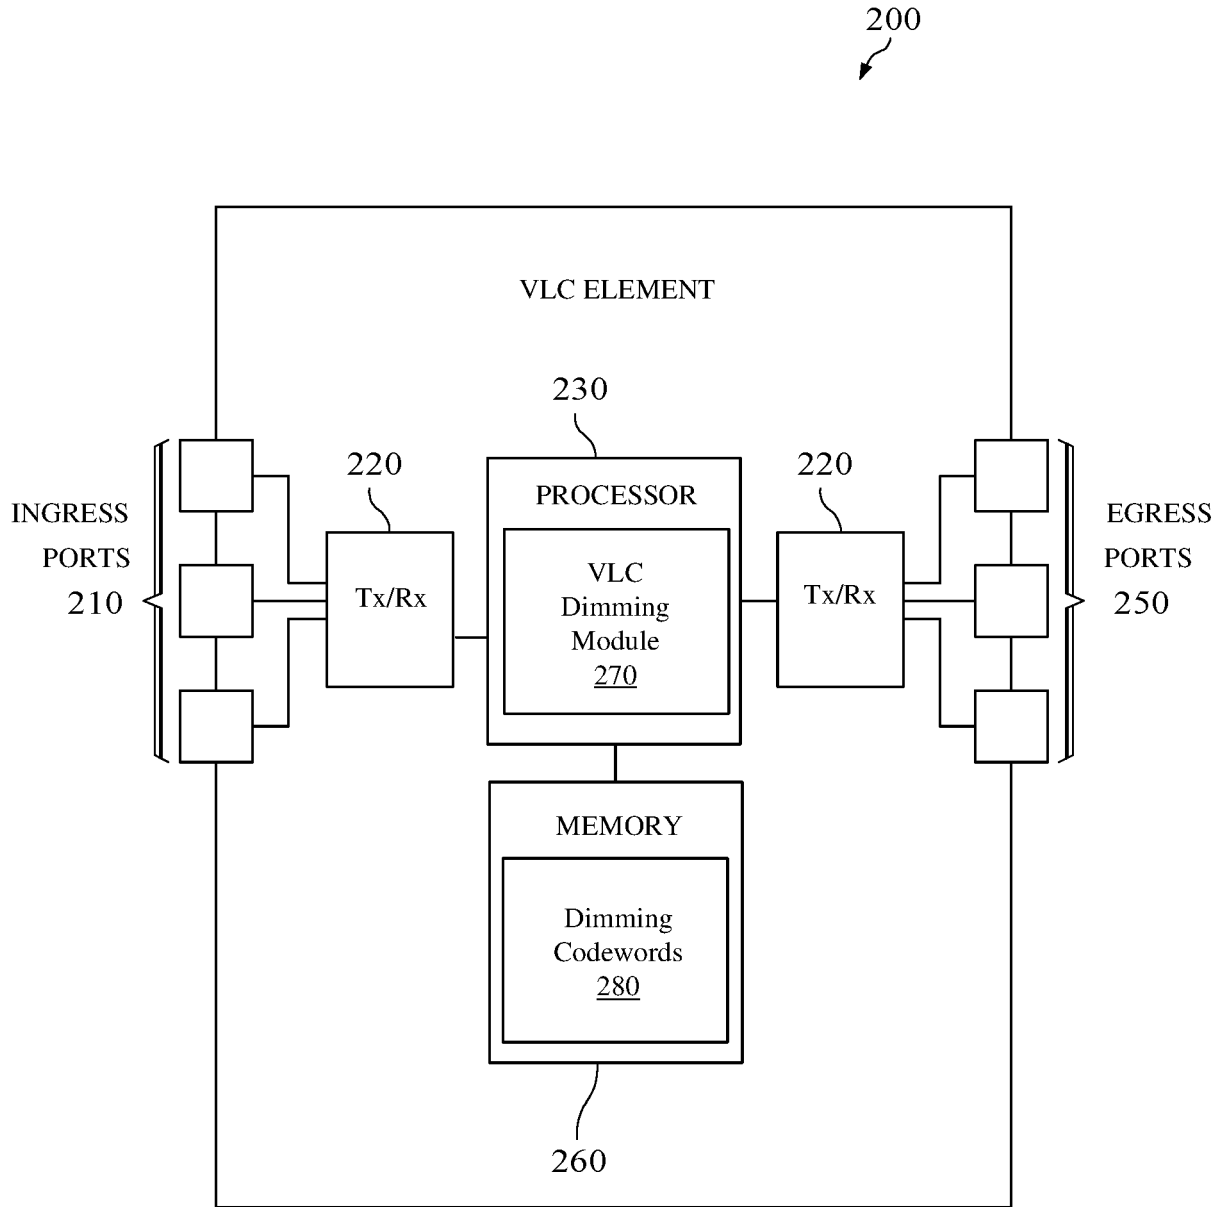 200
VLC ELEMENT
230
220
220
PROCESSOR
INGRESS
PORTS
210
EGRESS
PORTS
250
Tx/Rx
VLC
Dimming
Module
270
Tx/Rx
MEMORY
Dimming
Codewords
280
260